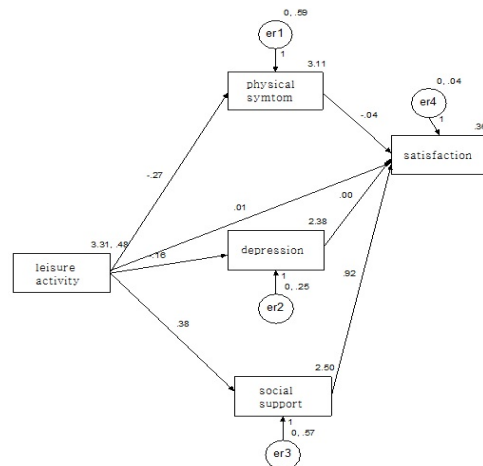 0, .59
er1
1
3.11
physical
symtom
0, .04
er4
1
-.04
satisfaction
-.27
.01
.00
2.38
3.31, .48
-.16
depression
leisure
activity
1
.92
0, .25
er2
.38
2.50
social
support
1
0, .57
er3